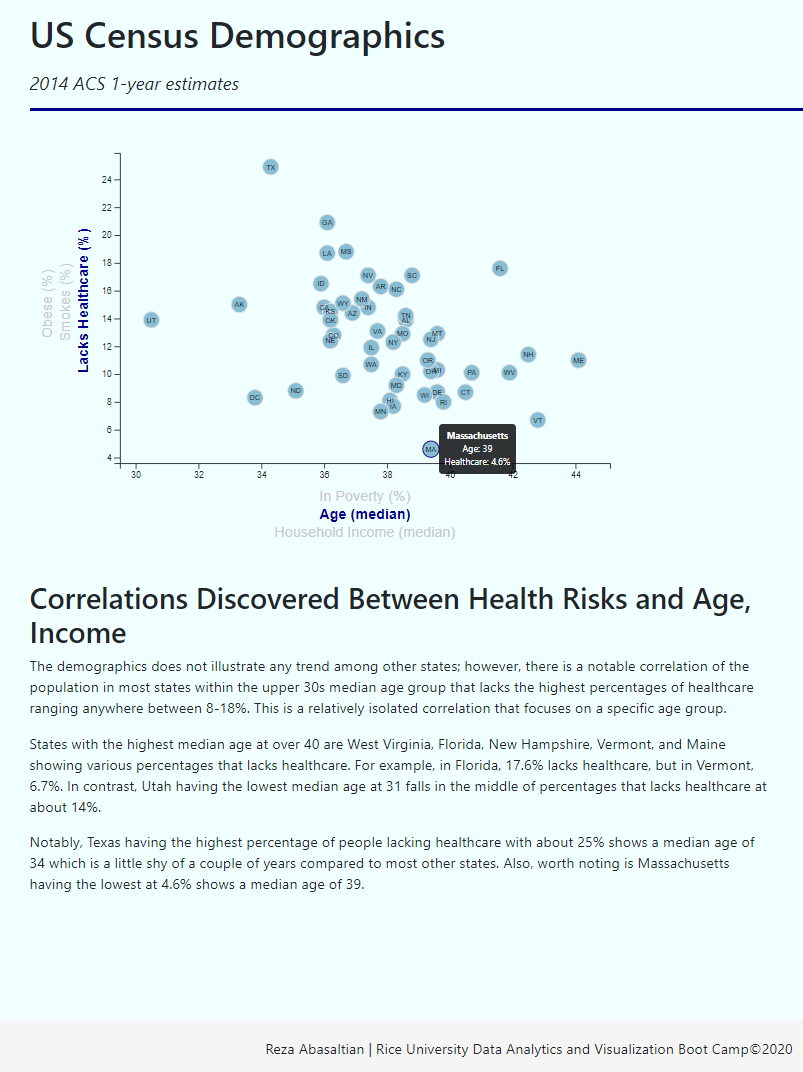 US Census Demographics
2014 ACS 1-year estimates
Obese (%)
Smokes (%)
Lacks Healthcare (%)
24
22
20
18
16
14
12
10
8
6
4
TX
GA
LA
MS
FL
NV
SC
ID
AR
NC
AK
WY
NM
IN
KS
AZ
UT
OK
TN
AL
VA
MO
MT
NE
NJ
IL
NY
NH
WA
OR
ME
OH
MI
SD
KY
PA
WV
MD
ND
DC
WI
DE
CT
HI
IA
RI
MN
VT
MA
Massachusetts
Age: 39
Healthcare: 4.6%
30
32
34
36
38
40
42
44
In Poverty (%)
Age (median)
Household Income (median)
Correlations Discovered Between Health Risks and Age,
Income
The demographics does not illustrate any trend among other states; however, there is a notable correlation of the
population in most states within the upper 30s median age group that lacks the highest percentages of healthcare
ranging anywhere between 8-18%. This is a relatively isolated correlation that focuses on a specific age group.
States with the highest median age at over 40 are West Virginia, Florida, New Hampshire, Vermont, and Maine
showing various percentages that lacks healthcare. For example, in Florida, 17.6% lacks healthcare, but in Vermont,
6.7%. In contrast, Utah having the lowest median age at 31 falls in the middle of percentages that lacks healthcare at
about 14%.
Notably, Texas having the highest percentage of people lacking healthcare with about 25% shows a median age of
34 which is a little shy of a couple of years compared to most other states. Also, worth noting is Massachusetts
having the lowest at 4.6% shows a median age of 39.
Reza Abasaltian | Rice University Data Analytics and Visualization Boot Camp©2020